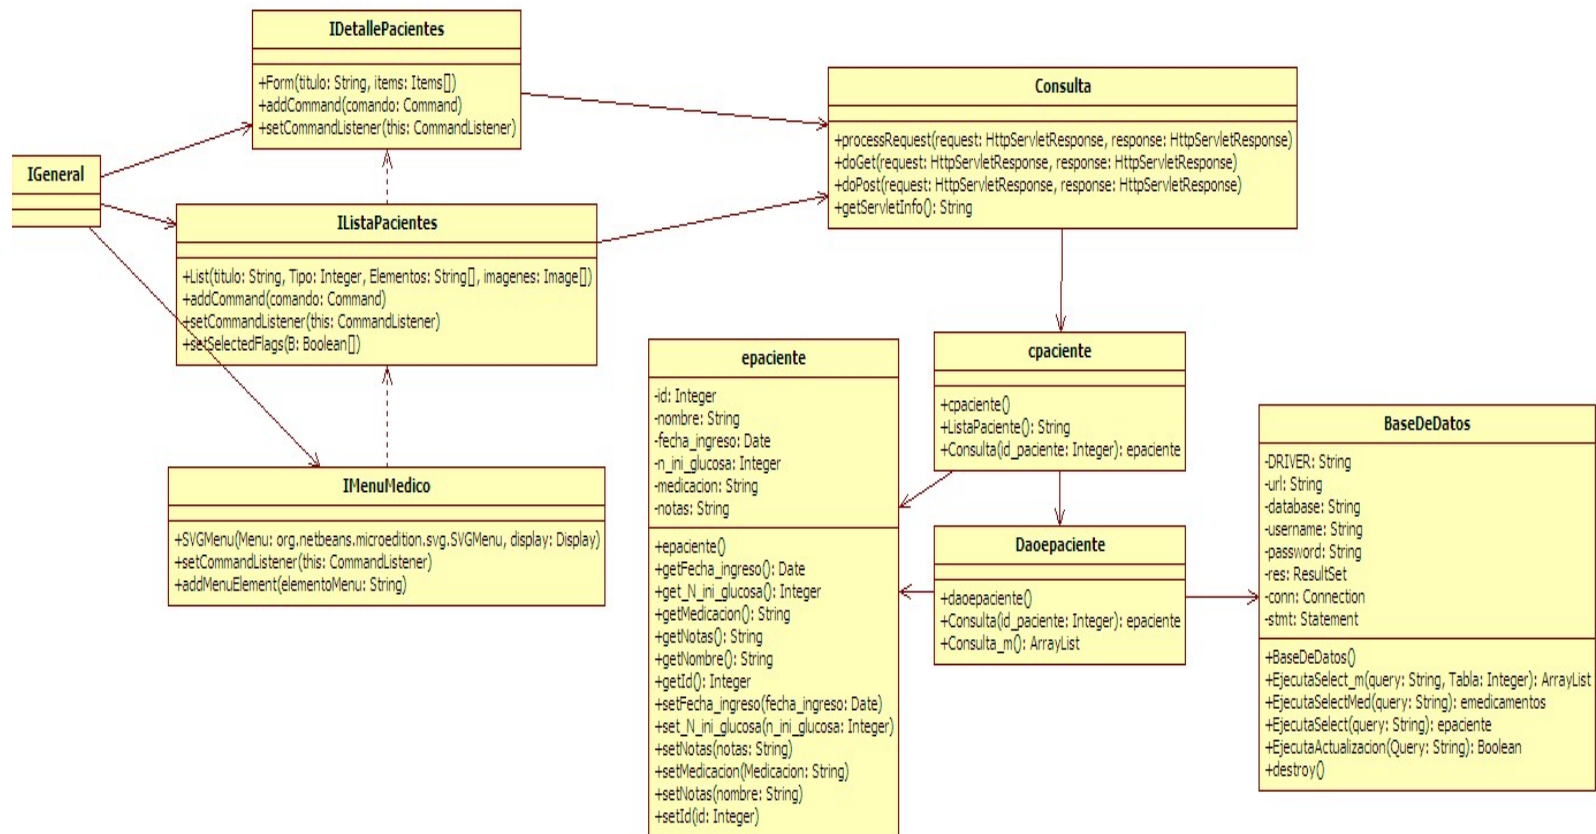 IDetallePacientes
+Form(titulo: String, items: Items[])
+addCommand(comando: Command)
+setCommandListener(this: CommandListener)
IGeneral
IListaPacientes
+List(titulo: String, Tipo: Integer, Elementos: String[], imagenes: Image[])
+addCommand(comando: Command)
+setCommandListener(this: CommandListener)
+setSelectedFlags(B: Boolean[])
IMenuMedico
+SVGMenu(Menu: org.netbeans.microedition.svg.SVGMenu, display: Display)
+setCommandListener(this: CommandListener)
+addMenuElement(elementoMenu: String)
Consulta
+processRequest(request: HttpServletResponse, response: HttpServletResponse)
+doGet(request: HttpServletResponse, response: HttpServletResponse)
+doPost(request: HttpServletResponse, response: HttpServletResponse)
+getServletInfo(): String
epaciente
-id: Integer
-nombre: String
-fecha_ingreso: Date
-n_ini_glucosa: Integer
-medicacion: String
-notas: String
+epaciente()
+getFecha_ingreso(): Date
+get_N_ini_glucosa(): Integer
+getMedicacion(): String
+getNotas(): String
+getNombre(): String
+getId(): Integer
+setFecha_ingreso(fecha_ingreso: Date)
+set_N_ini_glucosa(n_ini_glucosa: Integer)
+setNotas(notas: String)
+setMedicacion(Medicacion: String)
+setNotas(nombre: String)
+setId(id: Integer)
cpaciente
+cpaciente()
+ListaPaciente(): String
+Consulta(id_paciente: Integer): epaciente
Daoepaciente
+daoepaciente()
+Consulta(id_paciente: Integer): epaciente
+Consulta_m(): ArrayList
BaseDeDatos
-DRIVER: String
-url: String
-database: String
-username: String
-password: String
-res: ResultSet
-conn: Connection
-stmt: Statement
+BaseDeDatos()
+EjecutaSelect_m(query: String, Tabla: Integer): ArrayList
+EjecutaSelectMed(query: String): emedicamentos
+EjecutaSelect(query: String): epaciente
+EjecutaActualizacion(Query: String): Boolean
+destroy()